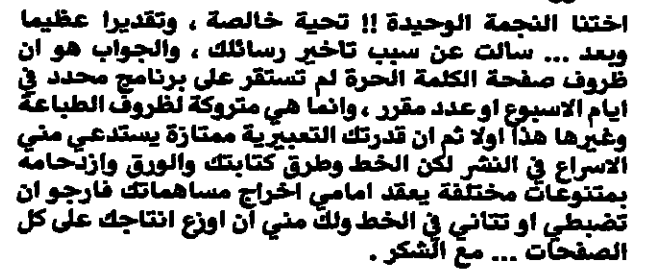 اختنا النجمة الوحيدة !! تحية خالصة ، وتقديرا عظيما
وبعد ... سالت عن سبب تاخير رسائلك ، والجواب هو ان
ظروف صفحة الكلمة الحرة لم تستقر على برنامج محدد في
ايام الاسبوع او عدد مقرر ، وانما هي متروكة لظروف الطباعة
وغيرها هذا اولا ثم ان قدرتك التعبيرية ممتازة يستدعي مني
الاسراع في النشر لكن الخط وطرق كتابتك والورق وازدحامه
بمتنوعات مختلفة يعقد امامي اخراج مساهماتك فارجو ان
تضبطي او تتاني في الخط ولك مني ان اوزع انتاجك على كل
الصفحات ... مع الشكر .